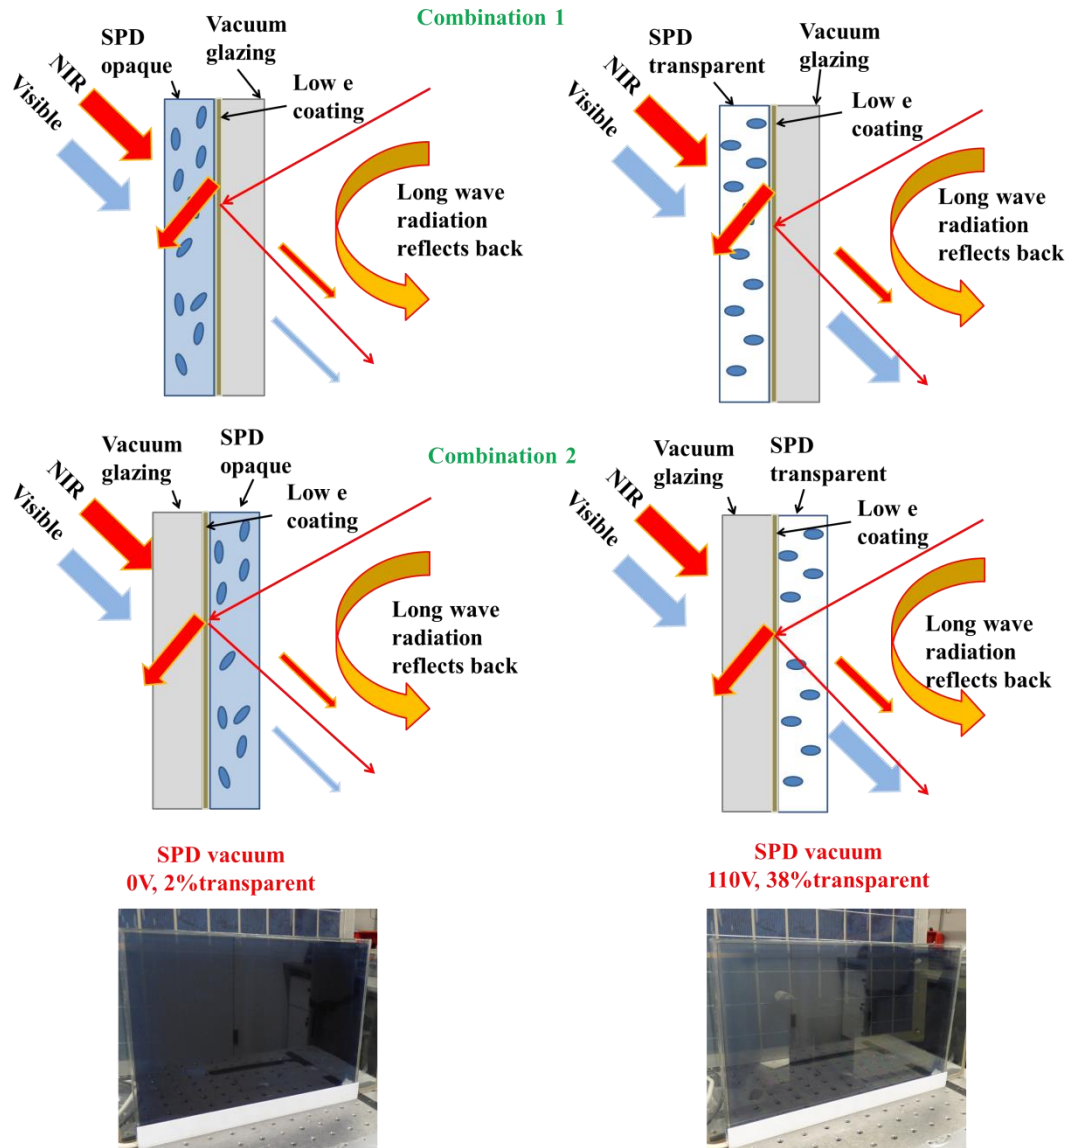 Combination 1
SPD
opaque
Vacuum
glazing
NIR
Visible
Low e
coating
Long wave
radiation
reflects back
SPD
transparent
Vacuum
glazing
NIR
Visible
Low e
coating
Long wave
radiation
reflects back
Combination 2
Vacuum
glazing
SPD
opaque
NIR
Visible
Low e
coating
Long wave
radiation
reflects back
Vacuum
glazing
SPD
transparent
NIR
Visible
Low e
coating
Long wave
radiation
reflects back
SPD vacuum
0V, 2%transparent
SPD vacuum
110V, 38%transparent